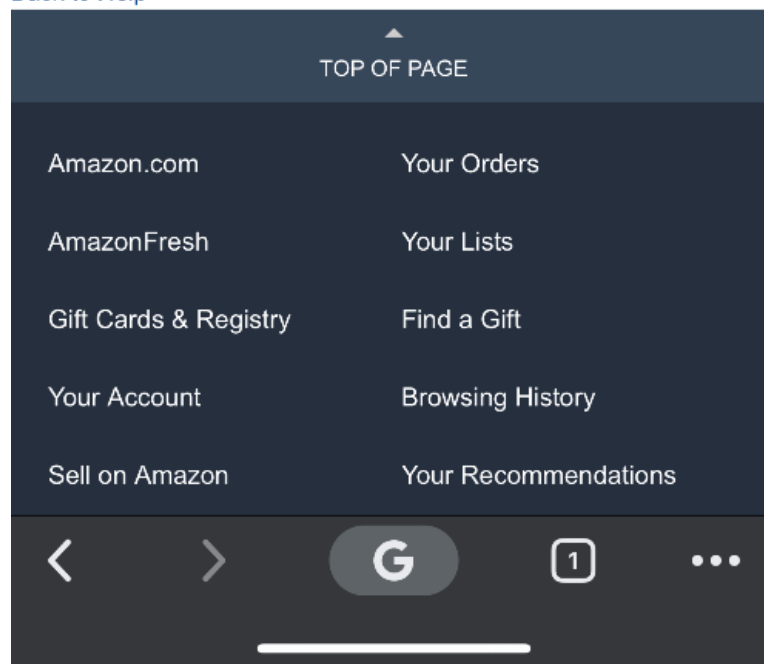 TOP OF PAGE
Amazon.com
Your Orders
AmazonFresh
Your Lists
Gift Cards & Registry
Find a Gift
Your Account
Browsing History
Sell on Amazon
Your Recommendations
G
1